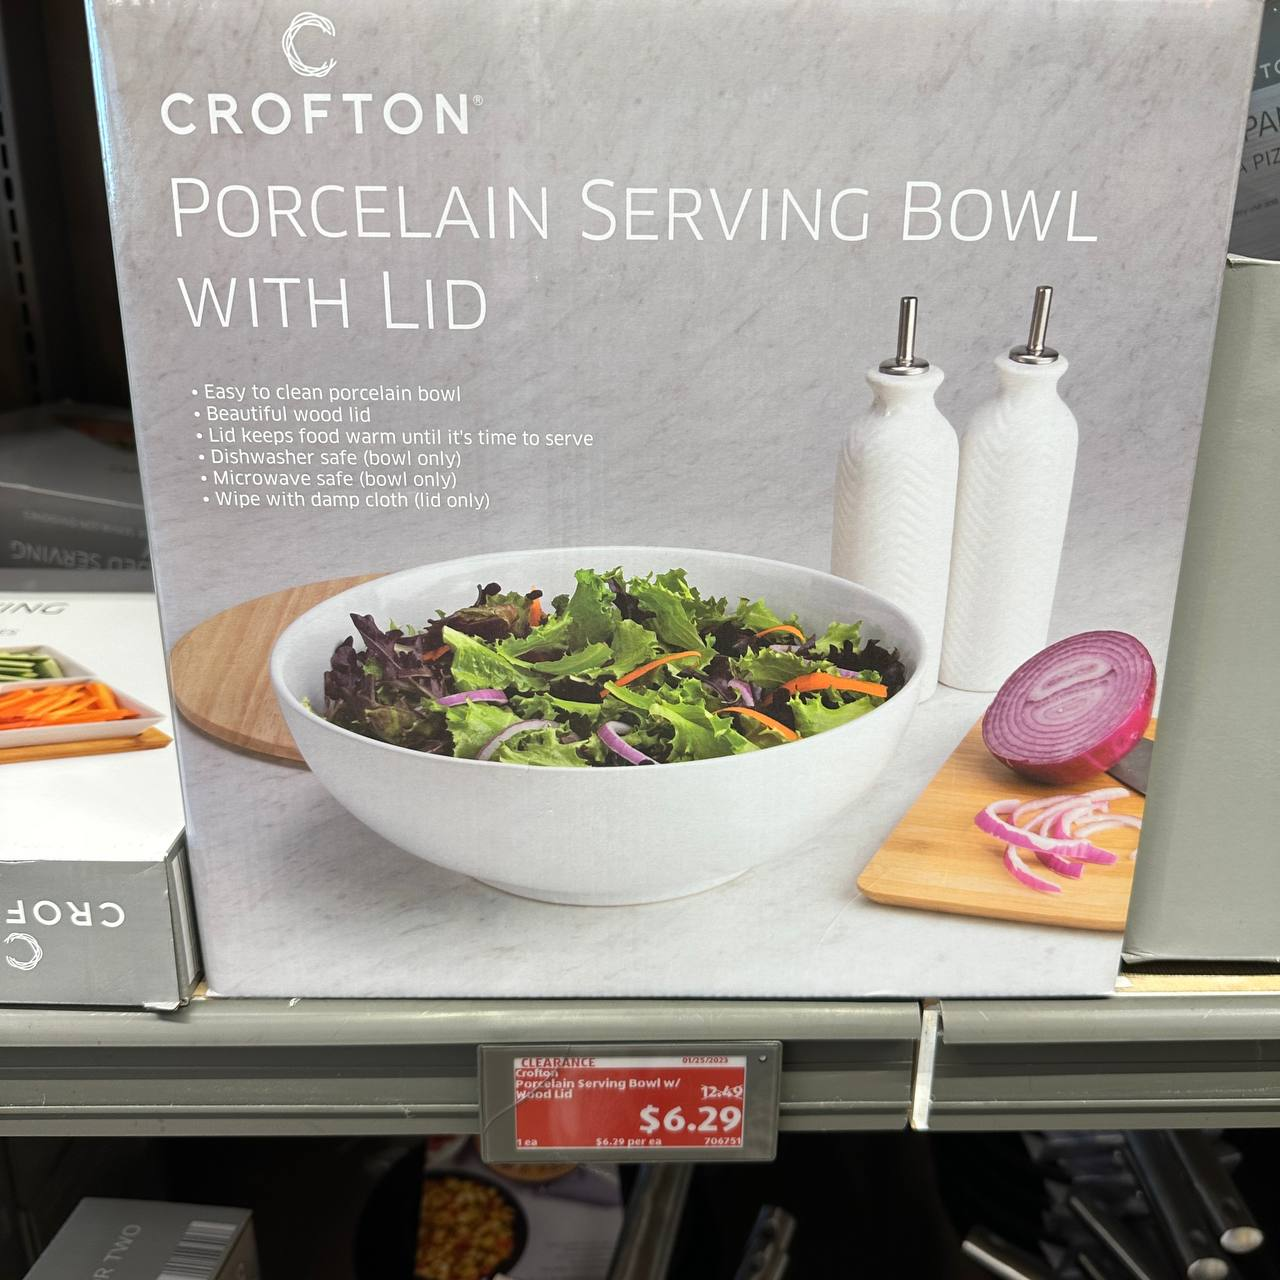 CROFTON®
PORCELAIN SERVING BOWL
WITH LID
• Easy to clean porcelain bowl
• Beautiful wood lid
• Lid keeps food warm until it's time to serve
• Dishwasher safe (bowl only)
• Microwave safe (bowl only)
• Wipe with damp cloth (lid only)
SERVING
CROF
CLEARANCE 01/25/2023
Crofton
Porcelain Serving Bowl w/
Wood Lid 12.49
$6.29
1 ea $6.29 per ea 706751
R TWO